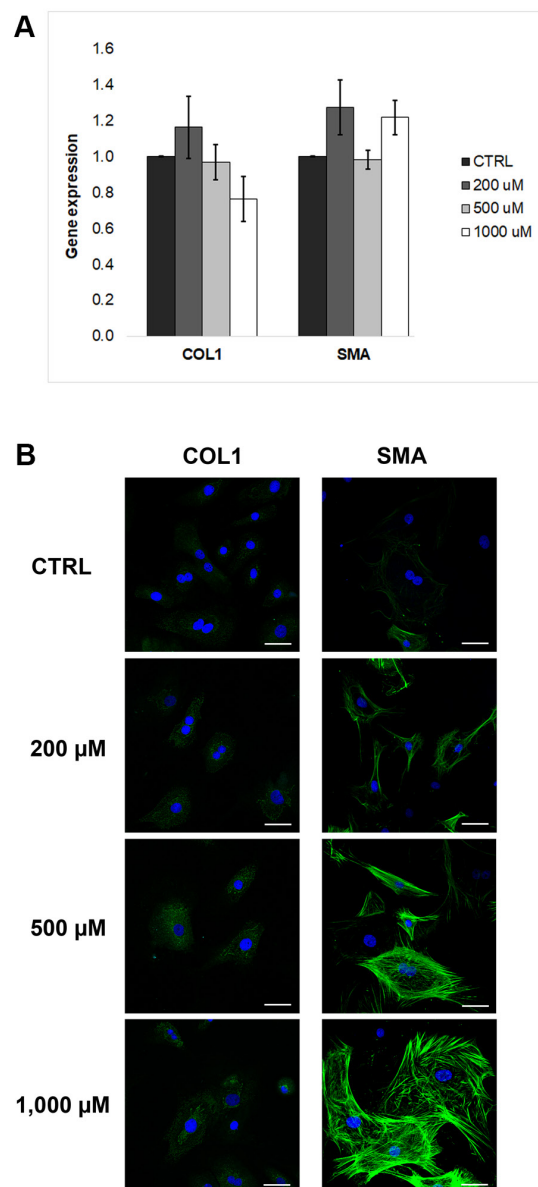 A
1.6
1.4
1.2
1.0
0.8
0.6
0.4
0.2
0.0
Gene expression
COL1 SMA
CTRL
200 uM
500 uM
1000 uM
B
COL1 SMA
CTRL
200 µM
500 µM
1,000 µM